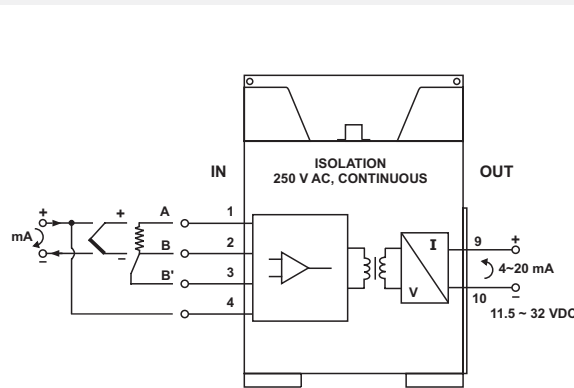 IN
ISOLATION
250 V AC, CONTINUOUS
OUT
+
mA
–
+
–
A
B
B'
1
2
3
4
I
V
9
10
+
4~20 mA
–
11.5 ~ 32 VDC